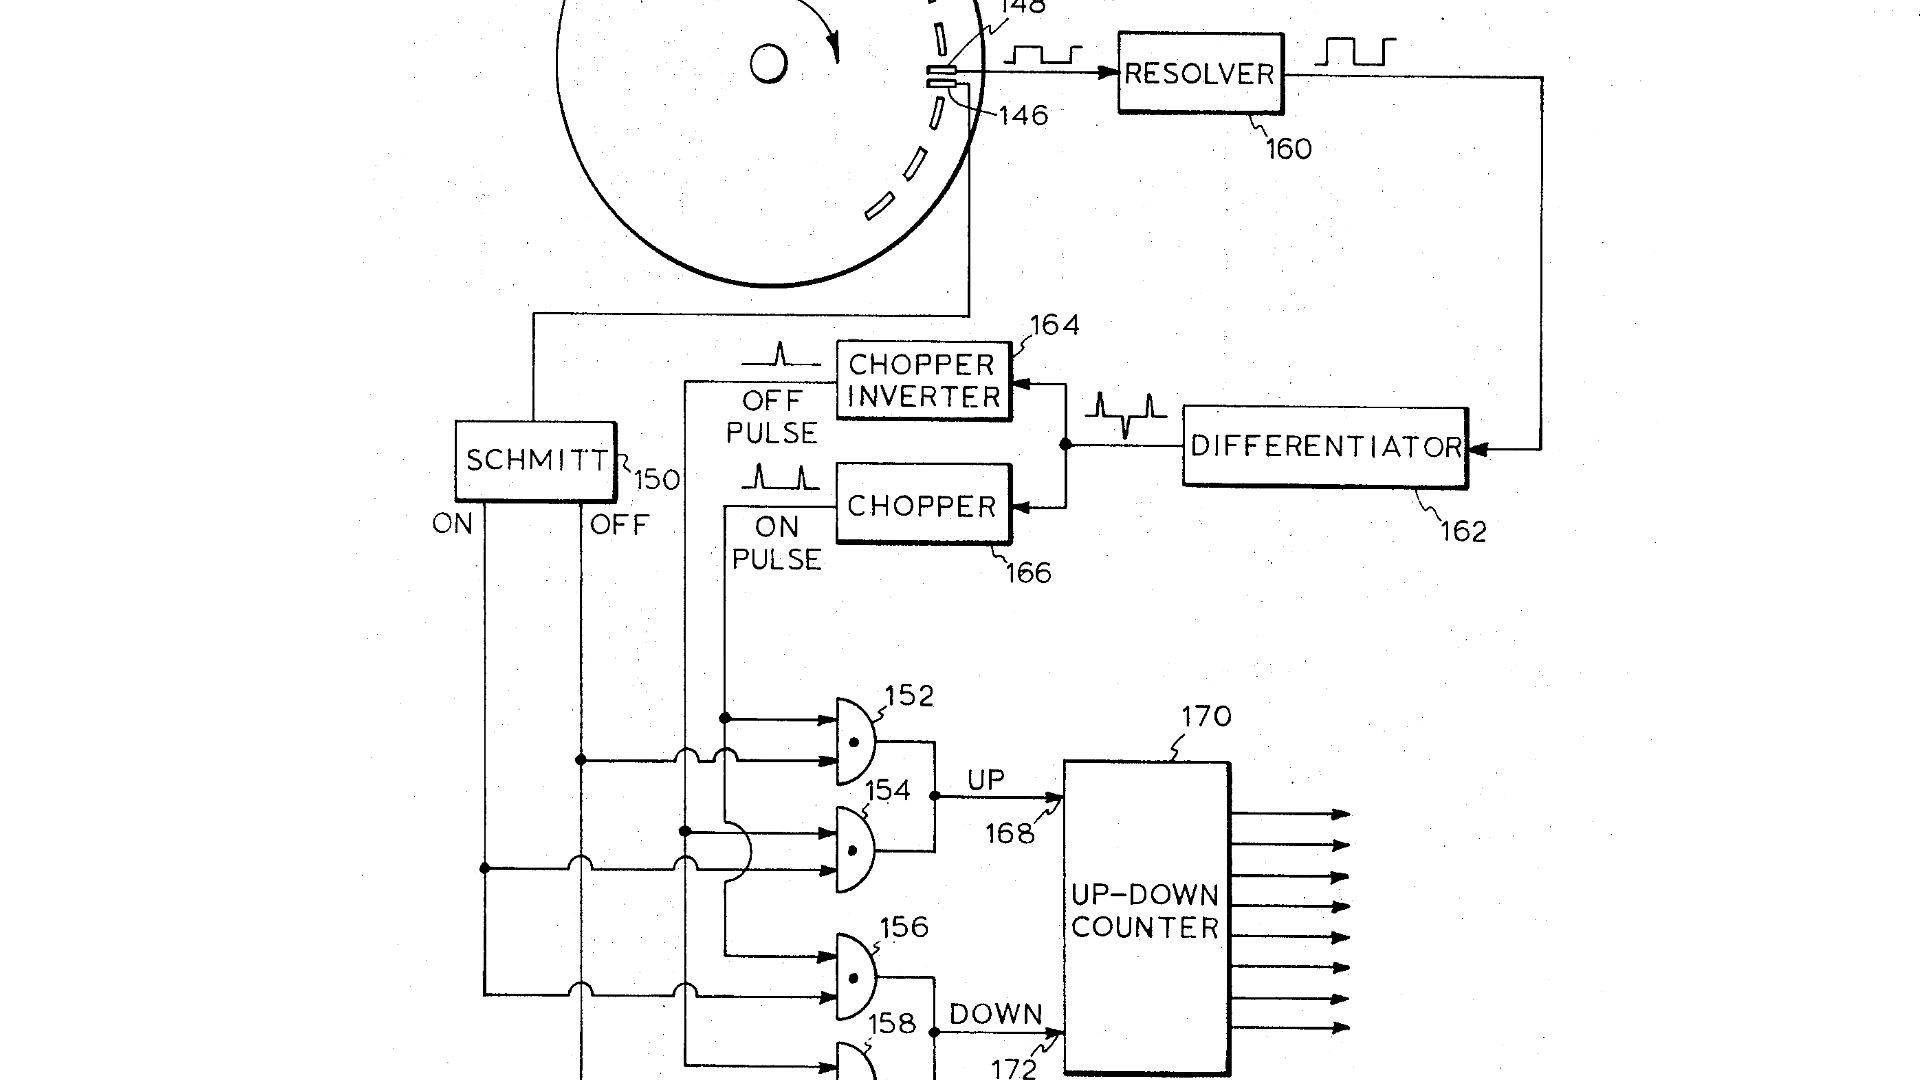 148
RESOLVER
146
160
164
CHOPPER
INVERTER
OFF
PULSE
SCHMITT
150
DIFFERENTIATOR
CHOPPER
ON
OFF
ON
PULSE
162
166
152
170
154
UP
168
UP-DOWN
COUNTER
156
DOWN
158
172